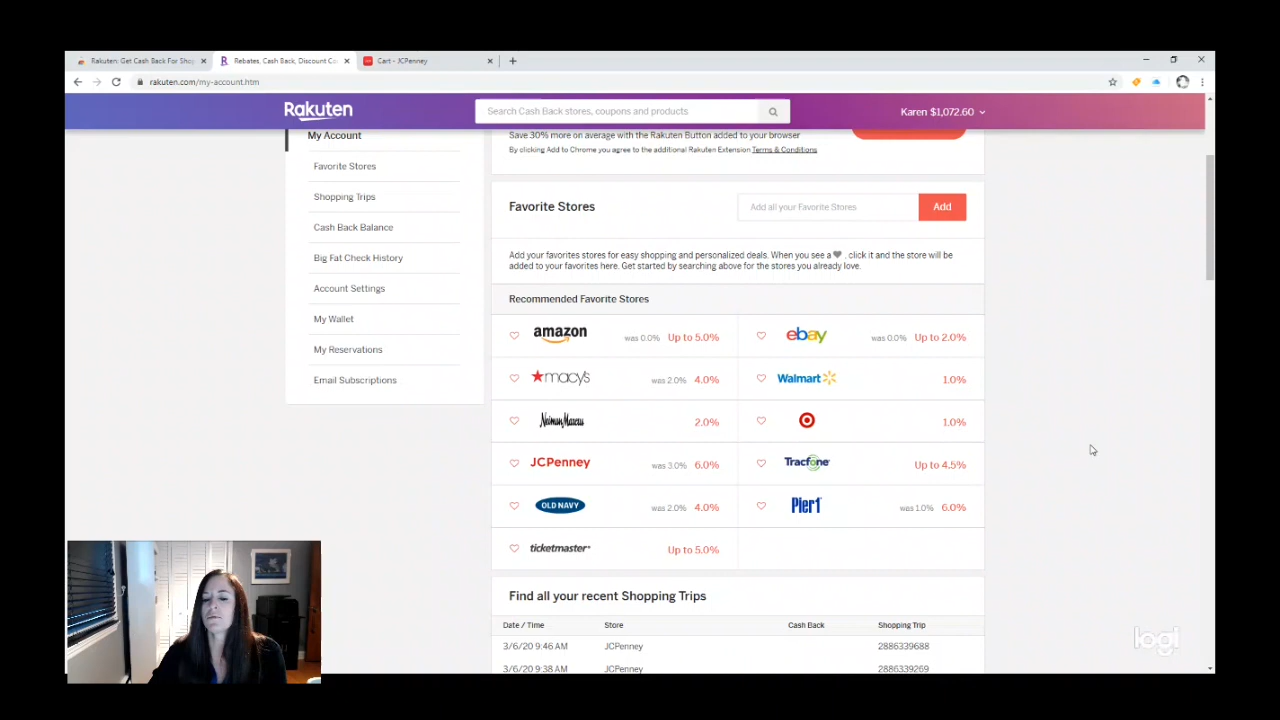 Rakuten: Get Cash Back For Shop
Rebates, Cash Back, Discount Co
Cart - JCPenney
rakuten.com/my-account.htm
Rakuten
Search Cash Back stores, coupons and products
Karen $1,072.60
My Account
Favorite Stores
Shopping Trips
Cash Back Balance
Big Fat Check History
Account Settings
My Wallet
My Reservations
Email Subscriptions
Save 30% more on average with the Rakuten Button added to your browser
By clicking Add to Chrome you agree to the additional Rakuten Extension Terms & Conditions
Favorite Stores
Add all your Favorite Stores
Add
Add your favorites stores for easy shopping and personalized deals. When you see a , click it and the store will be
added to your favorites here. Get started by searching above for the stores you already love.
Recommended Favorite Stores
amazon was 0.0% Up to 5.0% ebay was 0.0% Up to 2.0%
macy's was 2.0% 4.0% Walmart 1.0%
Neiman Marcus 2.0% 1.0%
JCPenney was 3.0% 6.0% Tracfone Up to 4.5%
OLD NAVY was 2.0% 4.0% Pier1 was 1.0% 6.0%
ticketmaster Up to 5.0%
Find all your recent Shopping Trips
Date / Time Store Cash Back Shopping Trip
3/6/20 9:46 AM JCPenney 2886339688
3/6/20 9:38 AM JCPenney 2886339269
logi